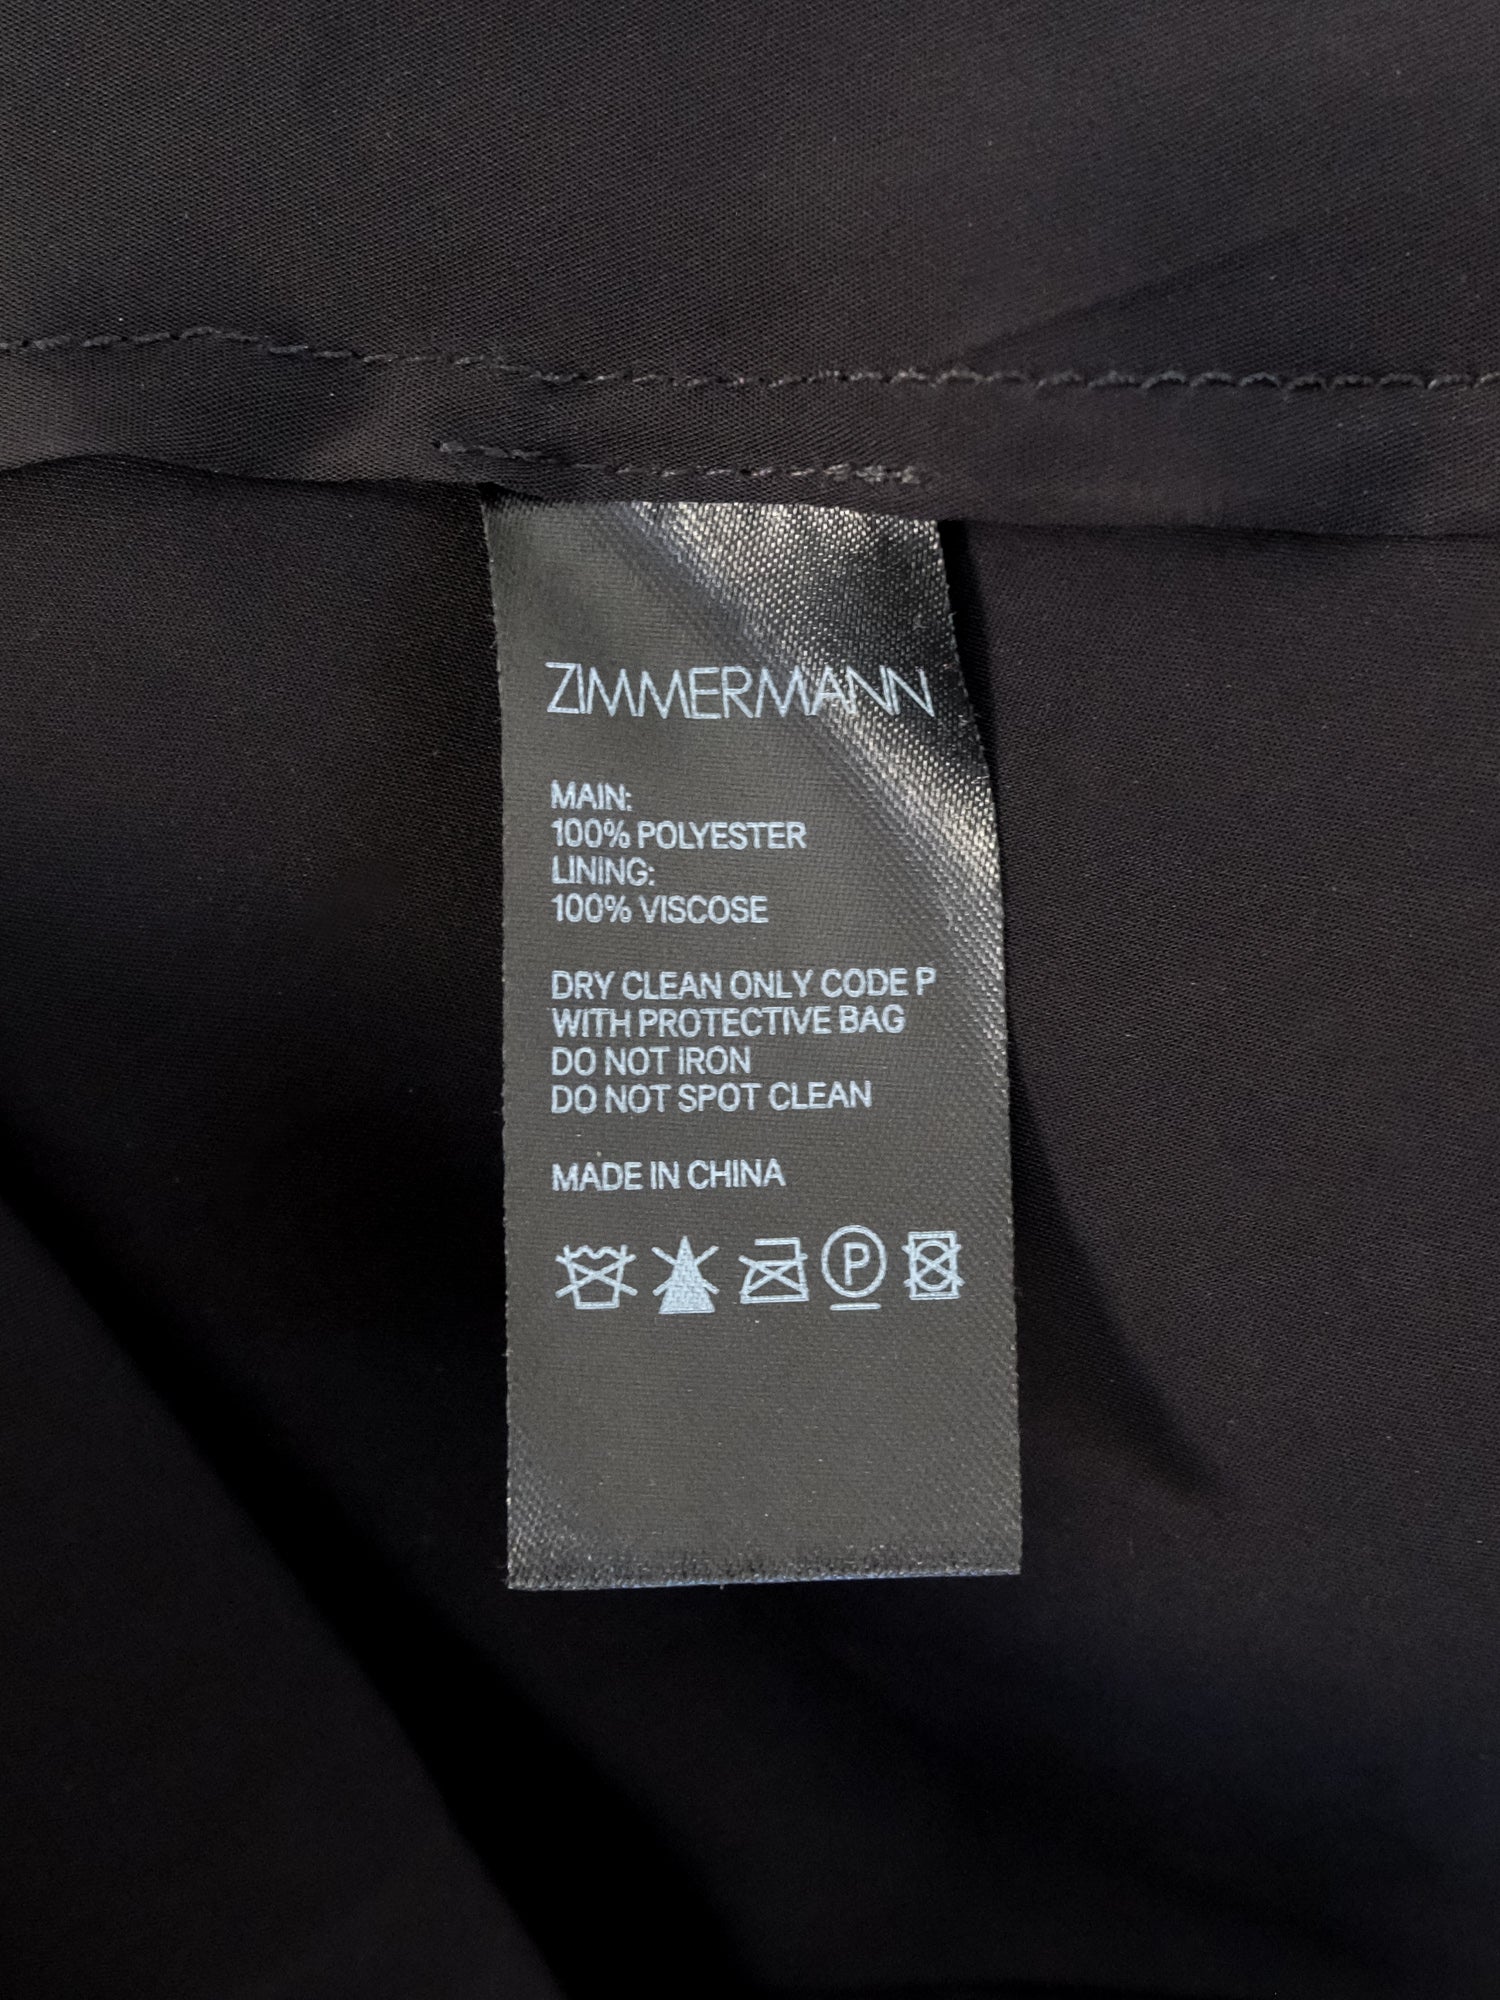 ZIMMERMANN
MAIN:
100% POLYESTER
LINING:
100% VISCOSE
DRY CLEAN ONLY CODE P
WITH PROTECTIVE BAG
DO NOT IRON
DO NOT SPOT CLEAN
MADE IN CHINA
P